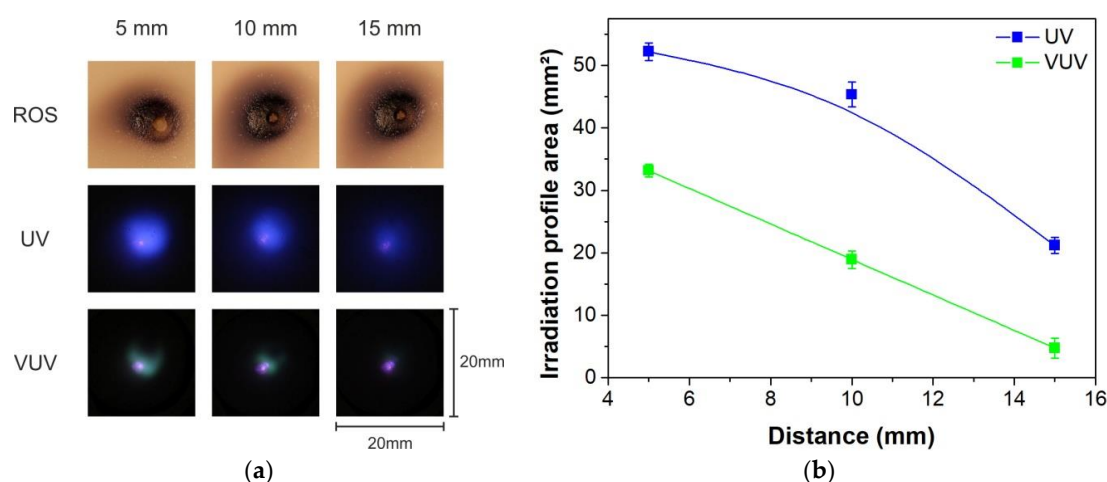 5 mm 10 mm 15 mm
ROS
UV
VUV
20mm
20mm
(a)
UV
VUV
Irradiation profile area (mm²)
50
40
30
20
10
0
4 6 8 10 12 14 16
Distance (mm)
(b)